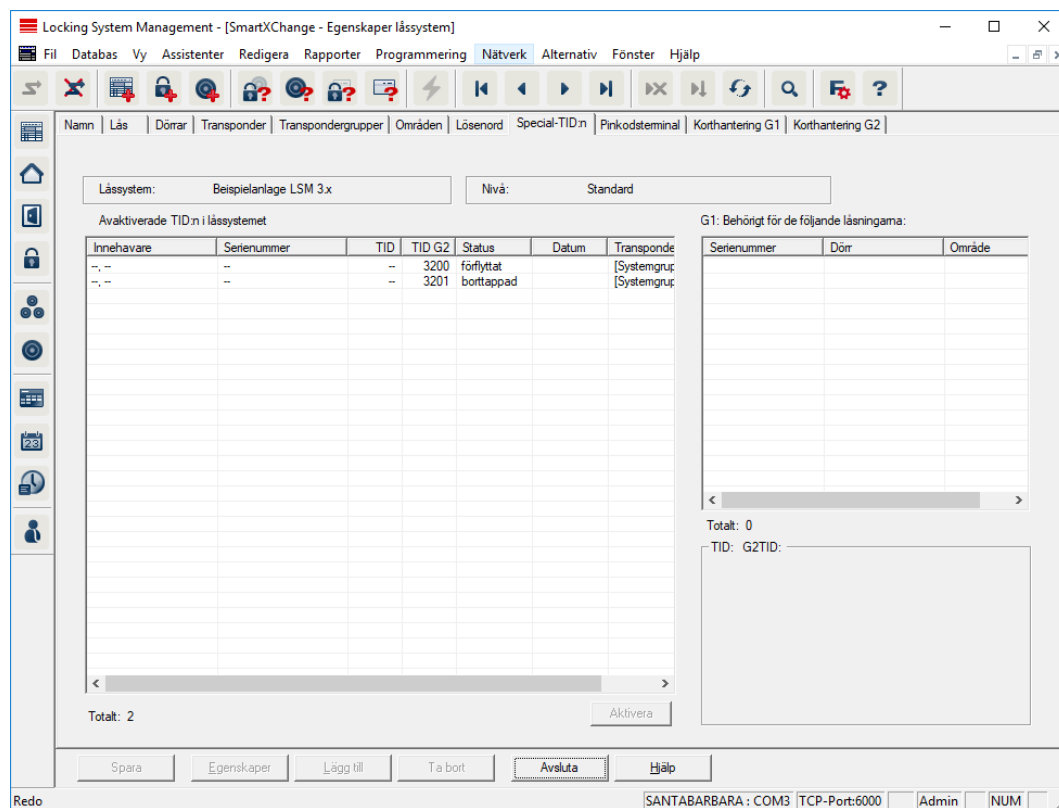 Locking System Management - [SmartXChange - Egenskaper låssystem]
Fil Databas Vy Assistenter Redigera Rapporter Programmering Nätverk Alternativ Fönster Hjälp
Namn Lås Dörrar Transponder Transpondergrupper Områden Lösenord Special-TID:n Pinkodsterminal Korthantering G1 Korthantering G2
Låssystem: Beispielanlage LSM 3.x Nivå: Standard
Avaktiverade TID:n i låssystemet
G1: Behörigt för de följande låsningarna:
Innehavare Serienummer TID TID G2 Status Datum Transponde
--, -- -- -- 3200 förflyttat [Systemgrup
--, -- -- -- 3201 borttappad [Systemgrup
Serienummer Dörr Område
Totalt: 0
TID: G2TID:
Totalt: 2
Aktivera
Spara Egenskaper Lägg till Ta bort Avsluta Hjälp
Redo SANTABARBARA : COM3 TCP-Port:6000 Admin NUM